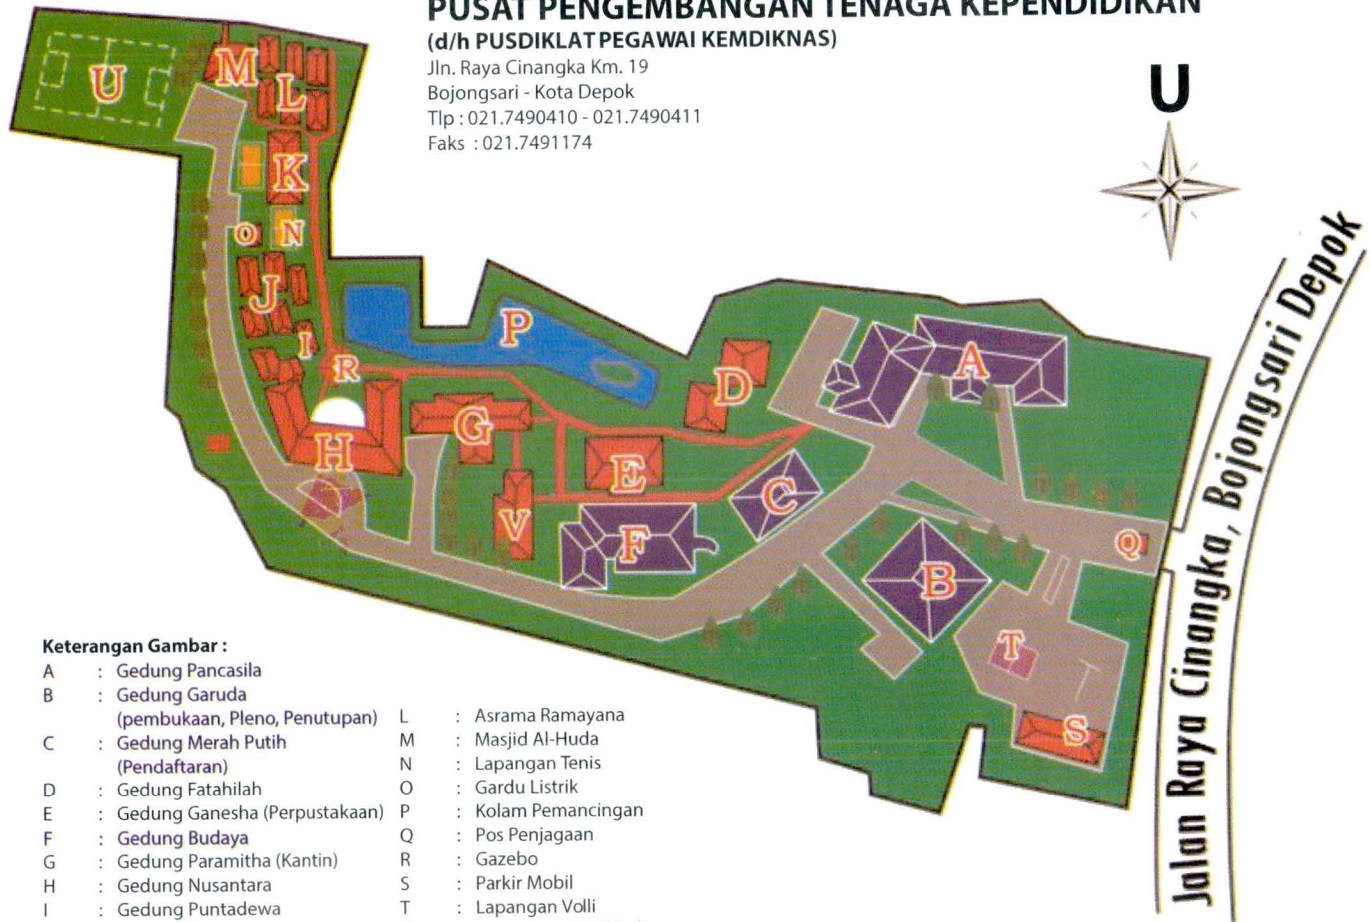 PUSAT PENGEMBANGAN TENAGA KEPENDIDIKAN
(d/h PUSDIKLAT PEGAWAI KEMDIKNAS)
Jln. Raya Cinangka Km. 19
Bojongsari - Kota Depok
Tlp : 021.7490410 - 021.7490411
Faks : 021.7491174
U
U
M
L
K
O
N
J
I
R
P
H
G
V
E
D
F
C
A
B
Q
T
S
Jalan Raya Cinangka, Bojongsari Depok
Keterangan Gambar :
A : Gedung Pancasila
B : Gedung Garuda
(pembukaan, Pleno, Penutupan)
C : Gedung Merah Putih
(Pendaftaran)
D : Gedung Fatahilah
E : Gedung Ganesha (Perpustakaan)
F : Gedung Budaya
G : Gedung Paramitha (Kantin)
H : Gedung Nusantara
I : Gedung Puntadewa
L : Asrama Ramayana
M : Masjid Al-Huda
N : Lapangan Tenis
O : Gardu Listrik
P : Kolam Pemancingan
Q : Pos Penjagaan
R : Gazebo
S : Parkir Mobil
T : Lapangan Volli